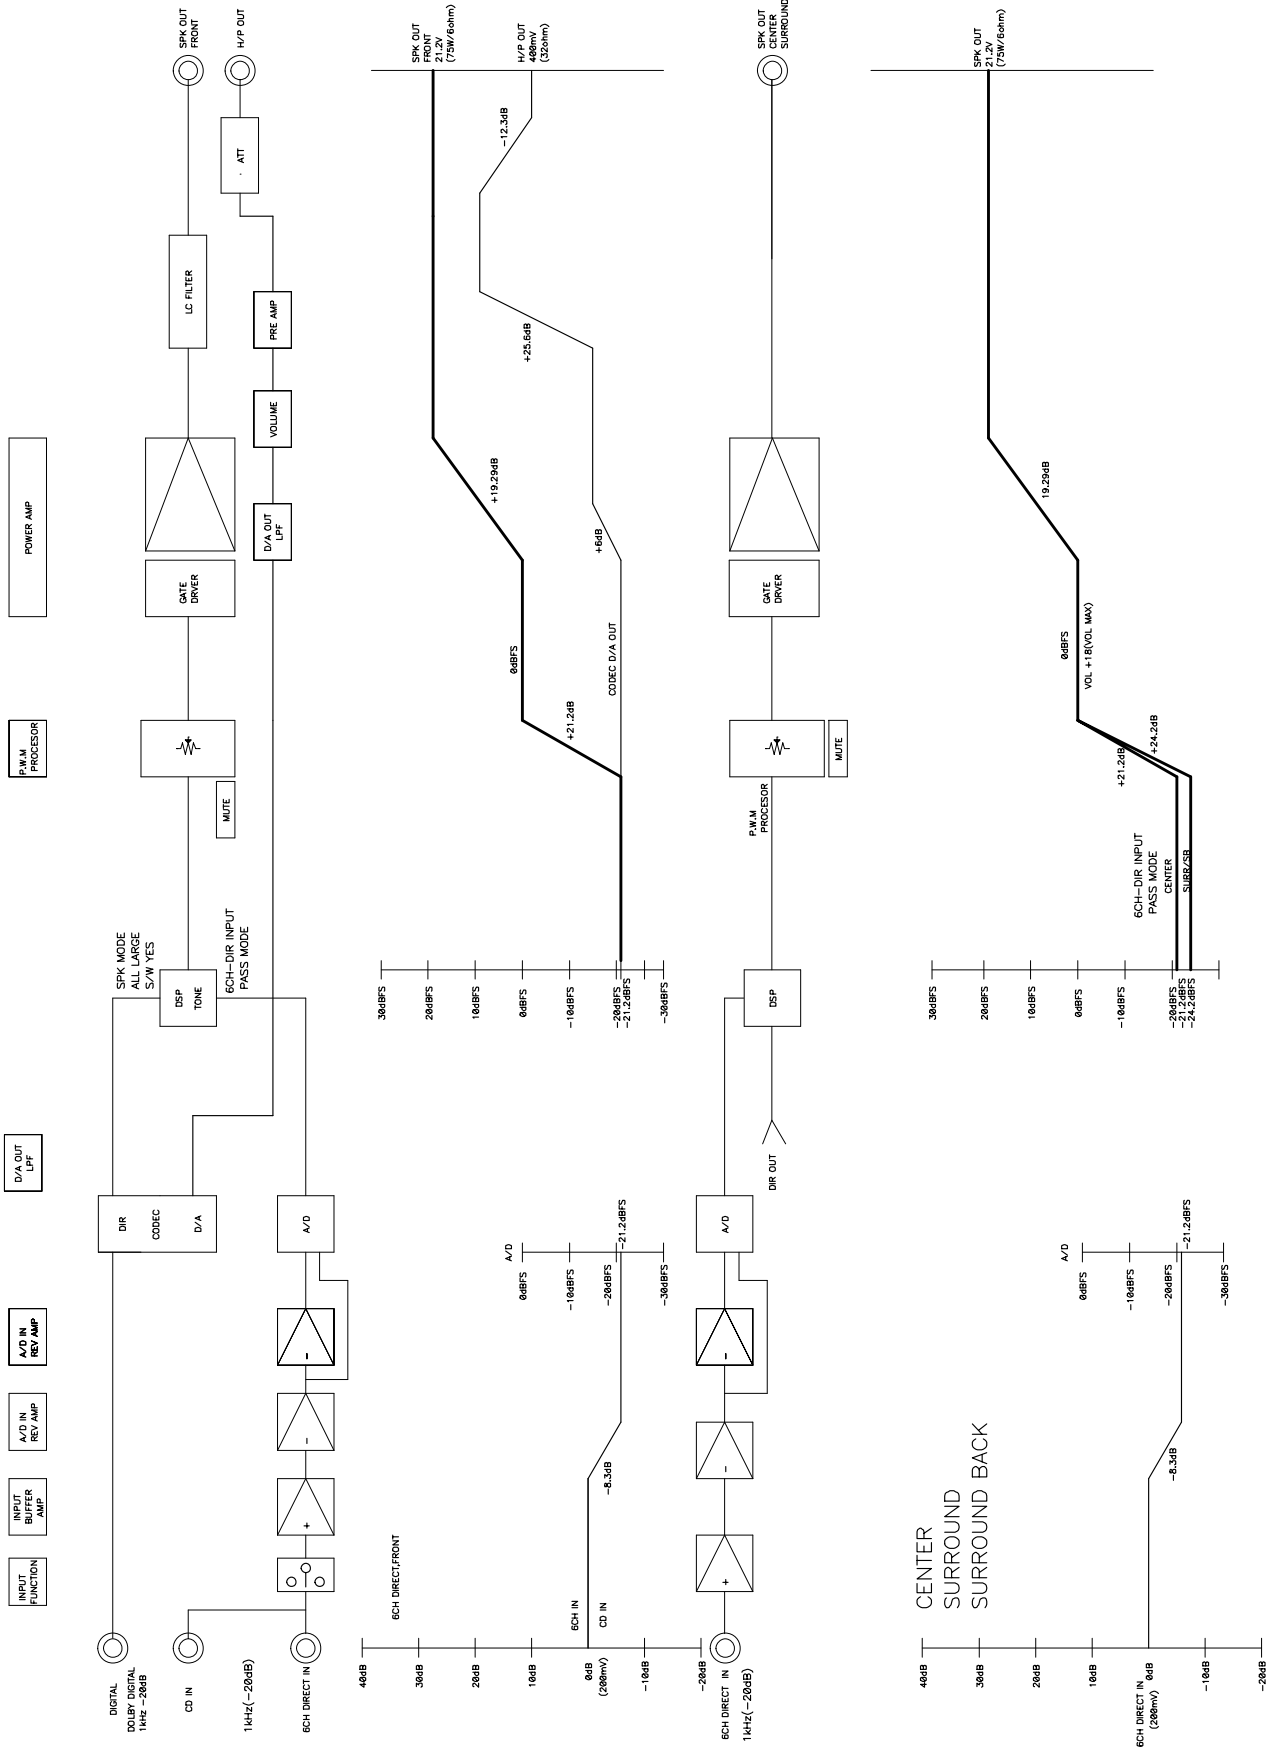 INPUT
FUNCTION
INPUT
BUFFER
AMP
A/D IN
REV AMP
A/D IN
REV AMP
D/A OUT
LPF
P.W.M
PROCESOR
POWER AMP
DIGITAL
DOLBY DIGITAL
1kHz -20dB
CD IN
1kHz(-20dB)
6CH DIRECT IN
+
-
-
A/D
DIR
CODEC
D/A
SPK MODE
ALL LARGE
S/W YES
DSP
TONE
6CH-DIR INPUT
PASS MODE
MUTE
GATE
DRVER
D/A OUT
LPF
VOLUME
PRE AMP
LC FILTER
ATT
SPK OUT
FRONT
H/P OUT
6CH DIRECT,FRONT
40dB
30dB
20dB
10dB
0dB
(200mV)
-10dB
-20dB
6CH IN
CD IN
-8.3dB
A/D
0dBFS
-10dBFS
-20dBFS
-21.2dBFS
-30dBFS
30dBFS
20dBFS
10dBFS
0dBFS
-10dBFS
-20dBFS
-21.2dBFS
-30dBFS
+21.2dB
0dBFS
CODEC D/A OUT
+19.29dB
+6dB
+25.6dB
-12.3dB
SPK OUT
FRONT
21.2V
(75W/6ohm)
H/P OUT
400mV
(32ohm)
6CH DIRECT IN
1kHz(-20dB)
+
-
-
A/D
DIR OUT
DSP
P.W.M
PROCESOR
MUTE
GATE
DRVER
SPK OUT
CENTER
SURROUND
CENTER
SURROUND
SURROUND BACK
40dB
30dB
20dB
10dB
6CH DIRECT IN
(200mV)
0dB
-10dB
-20dB
-8.3dB
A/D
0dBFS
-10dBFS
-20dBFS
-21.2dBFS
-30dBFS
30dBFS
20dBFS
10dBFS
0dBFS
-10dBFS
-20dBFS
-21.2dBFS
-24.2dBFS
6CH-DIR INPUT
PASS MODE
CENTER
SURR/SB
+21.2dB
+24.2dB
0dBFS
VOL +18(VOL MAX)
19.29dB
SPK OUT
21.2V
(75W/6ohm)